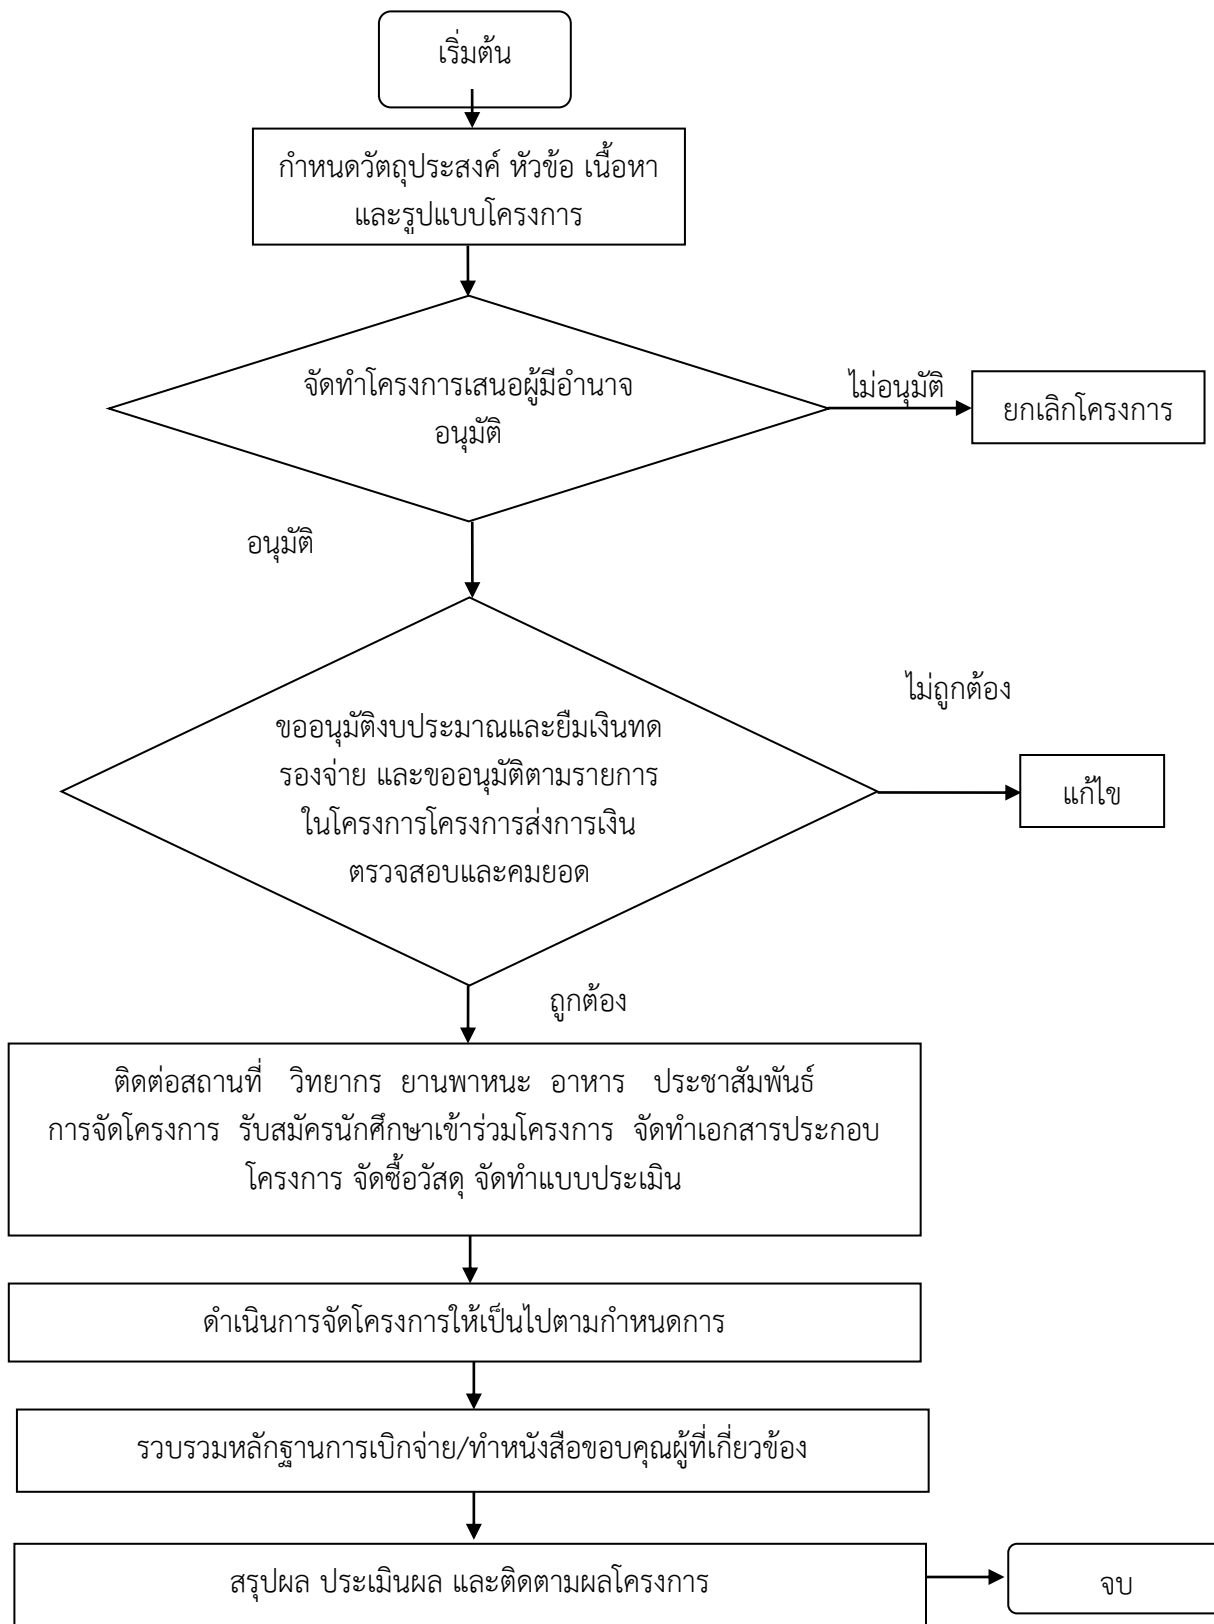 เริ่มต้น
กำหนดวัตถุประสงค์ หัวข้อ เนื้อหา
และรูปแบบโครงการ
จัดทำโครงการเสนอผู้มีอำนาจ
อนุมัติ
ไม่อนุมัติ
ยกเลิกโครงการ
อนุมัติ
ขออนุมัติงบประมาณและยืมเงินทด
รองจ่าย และขออนุมัติตามรายการ
ในโครงการโครงการส่งการเงิน
ตรวจสอบและคมยอด
ไม่ถูกต้อง
แก้ไข
ถูกต้อง
ติดต่อสถานที่ วิทยากร ยานพาหนะ อาหาร ประชาสัมพันธ์
การจัดโครงการ รับสมัครนักศึกษาเข้าร่วมโครงการ จัดทำเอกสารประกอบ
โครงการ จัดซื้อวัสดุ จัดทำแบบประเมิน
ดำเนินการจัดโครงการให้เป็นไปตามกำหนดการ
รวบรวมหลักฐานการเบิกจ่าย/ทำหนังสือขอบคุณผู้ที่เกี่ยวข้อง
สรุปผล ประเมินผล และติดตามผลโครงการ
จบ